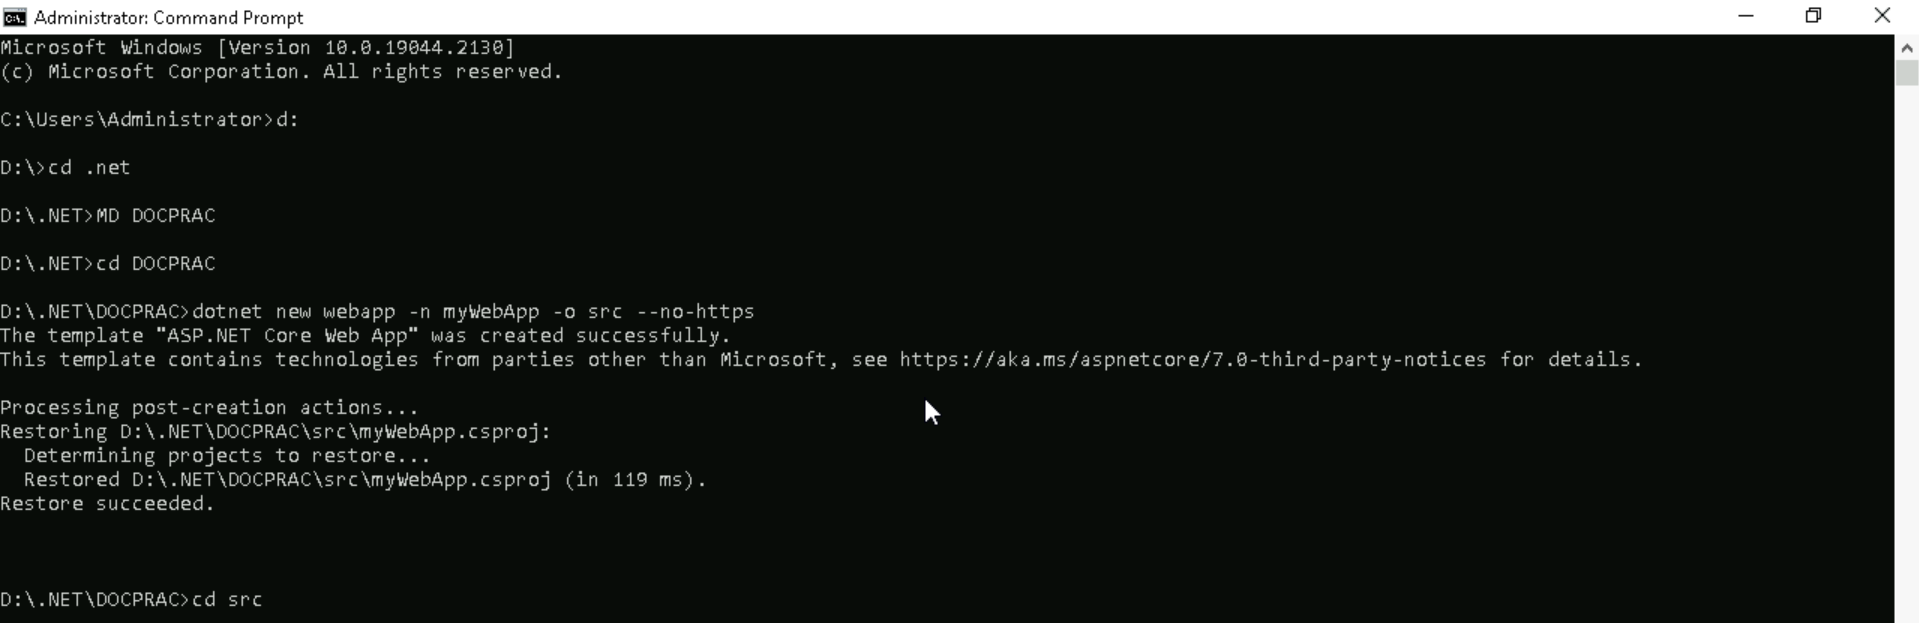 Administrator: Command Prompt
Microsoft Windows [Version 10.0.19044.2130]
(c) Microsoft Corporation. All rights reserved.
C:\Users\Administrator>d:
D:\>cd .net
D:\.NET>MD DOCPRAC
D:\.NET>cd DOCPRAC
D:\.NET\DOCPRAC>dotnet new webapp -n myWebApp -o src --no-https
The template "ASP.NET Core Web App" was created successfully.
This template contains technologies from parties other than Microsoft, see https://aka.ms/aspnetcore/7.0-third-party-notices for details.
Processing post-creation actions...
Restoring D:\.NET\DOCPRAC\src\myWebApp.csproj:
  Determining projects to restore...
  Restored D:\.NET\DOCPRAC\src\myWebApp.csproj (in 119 ms).
Restore succeeded.
D:\.NET\DOCPRAC>cd src